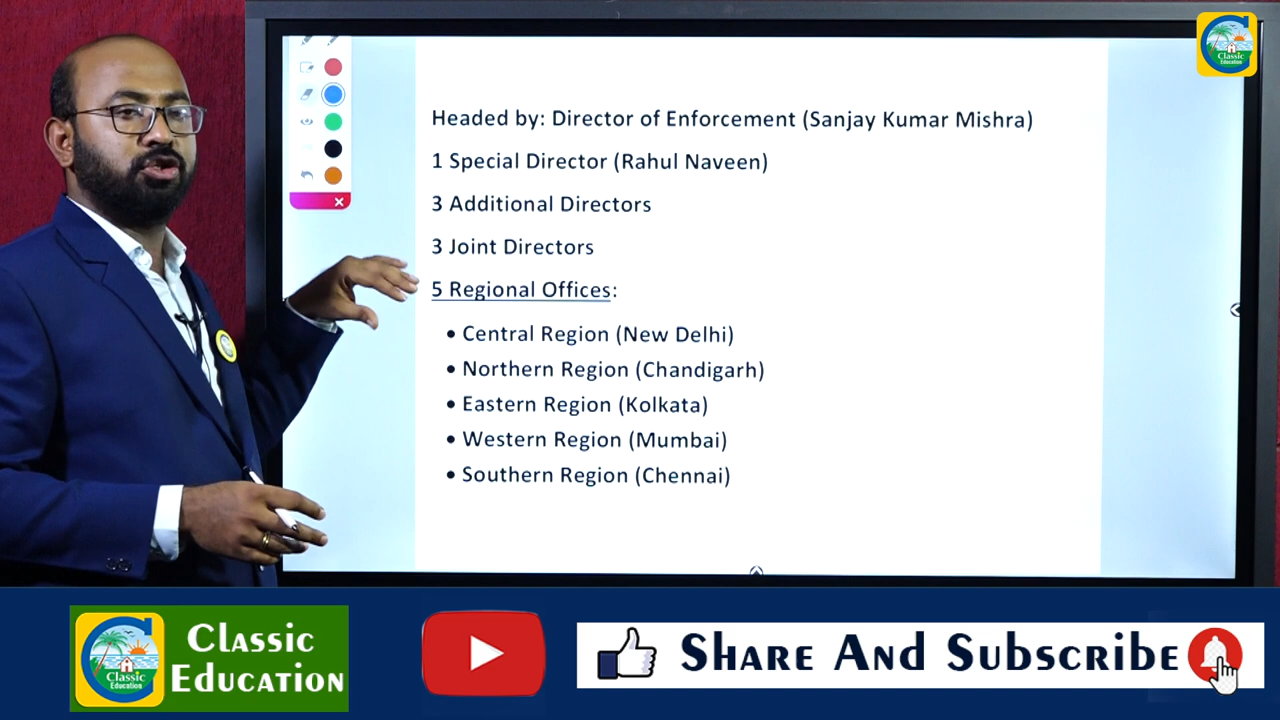 Classic
Education
Headed by: Director of Enforcement (Sanjay Kumar Mishra)
1 Special Director (Rahul Naveen)
3 Additional Directors
3 Joint Directors
5 Regional Offices:
• Central Region (New Delhi)
• Northern Region (Chandigarh)
• Eastern Region (Kolkata)
• Western Region (Mumbai)
• Southern Region (Chennai)
Classic
Education
Classic
Education
Share And Subscribe